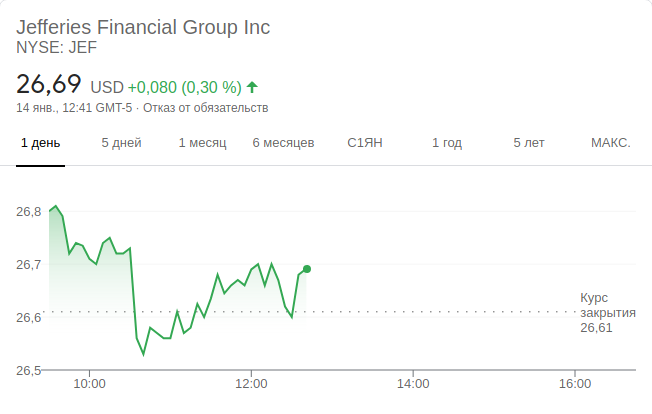 Jefferies Financial Group Inc
NYSE: JEF
26,69 USD +0,080 (0,30 %)
14 янв., 12:41 GMT-5 · Отказ от обязательств
1 день 5 дней 1 месяц 6 месяцев С1ЯН 1 год 5 лет МАКС.
26,8
26,7
26,6
26,5
Курс
закрытия
26,61
10:00 12:00 14:00 16:00